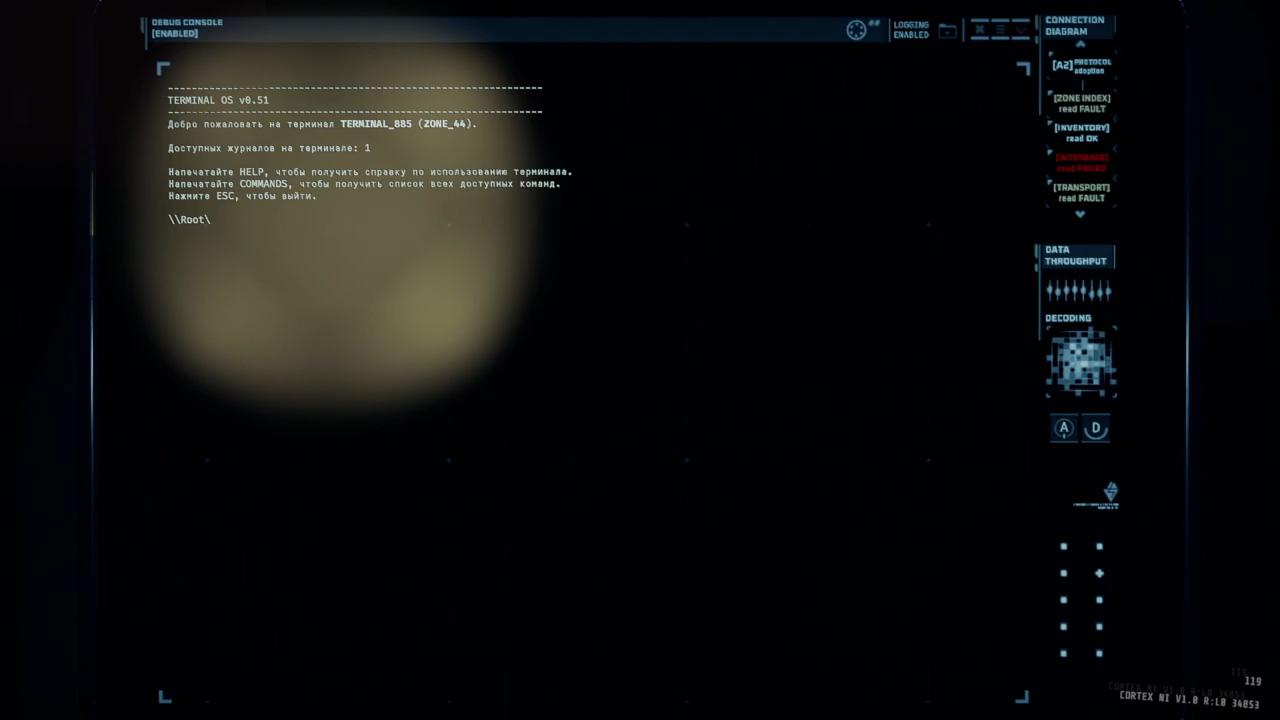 DEBUG CONSOLE
[ENABLED]
LOGGING
ENABLED
------------------------------------------------------------
TERMINAL OS v0.51
------------------------------------------------------------
Добро пожаловать на терминал TERMINAL_885 (ZONE_44).
Доступных журналов на терминале: 1
Напечатайте HELP, чтобы получить справку по использованию терминала.
Напечатайте COMMANDS, чтобы получить список всех доступных команд.
Нажмите ESC, чтобы выйти.
\\Root\
CONNECTION
DIAGRAM
[A2] PROTOCOL
adoption
[ZONE INDEX]
read FAULT
[INVENTORY]
read OK
read FAILED
[TRANSPORT]
read FAULT
DATA
THROUGHPUT
DECODING
A D
119
CORTEX NI V1.0 R:L0 34853